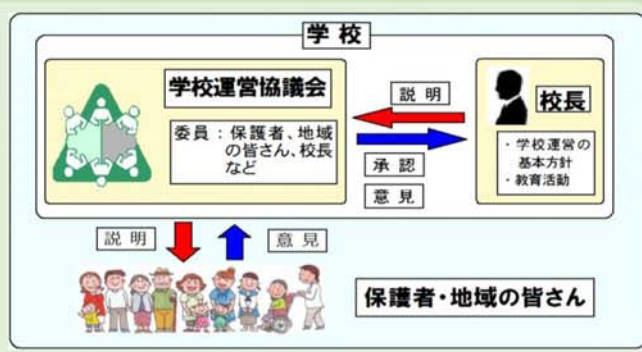 学校
学校運営協議会
委員：保護者、地域
の皆さん、校長
など
説明
承認
意見
校長
・学校運営の
基本方針
・教育活動
説明
意見
保護者・地域の皆さん